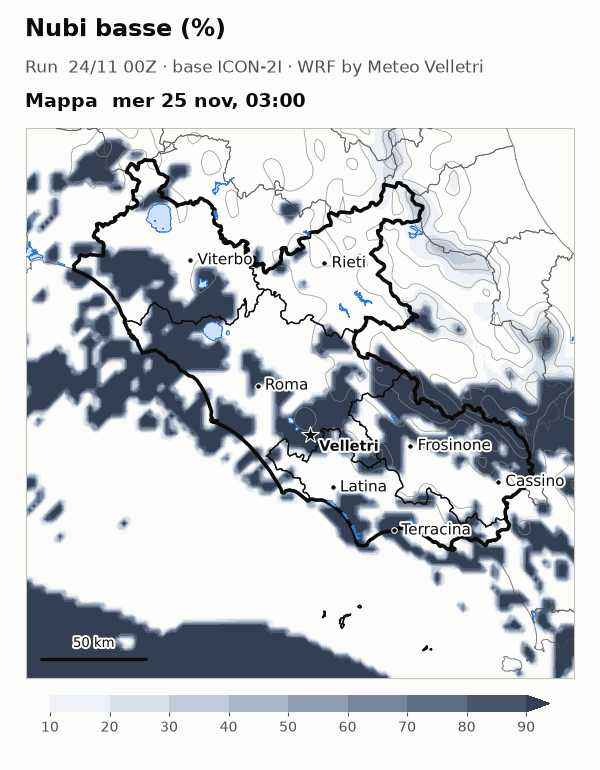 Nubi basse (%)
Run  24/11 00Z · base ICON-2I · WRF by Meteo Velletri
Mappa  mer 25 nov, 03:00
Viterbo
Rieti
Roma
Velletri
Frosinone
Latina
Cassino
Terracina
50 km
10 20 30 40 50 60 70 80 90